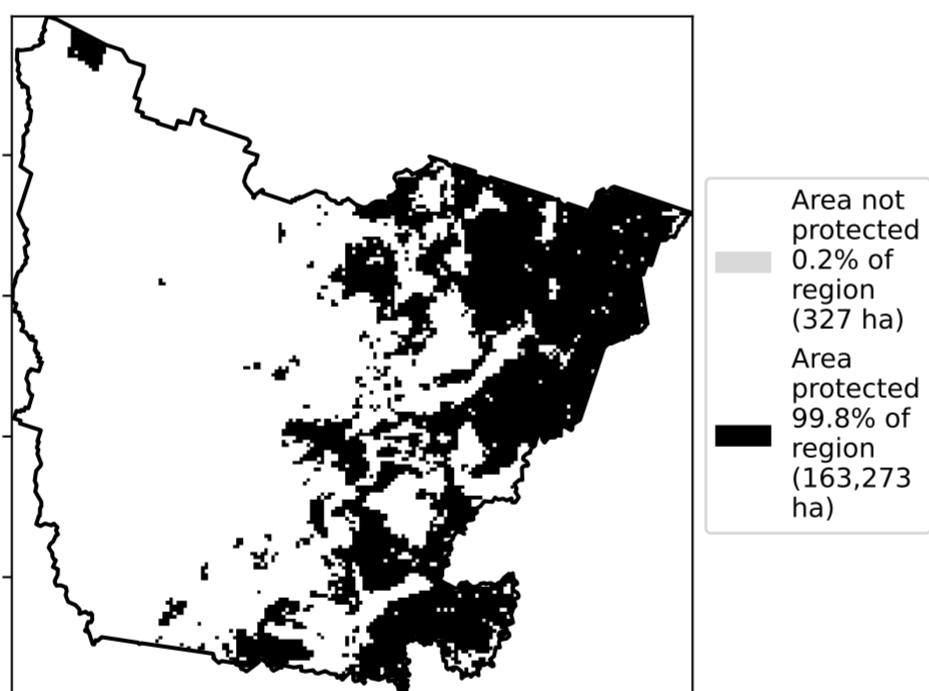 Area not
protected
0.2% of
region
(327 ha)
Area
protected
99.8% of
region
(163,273
ha)